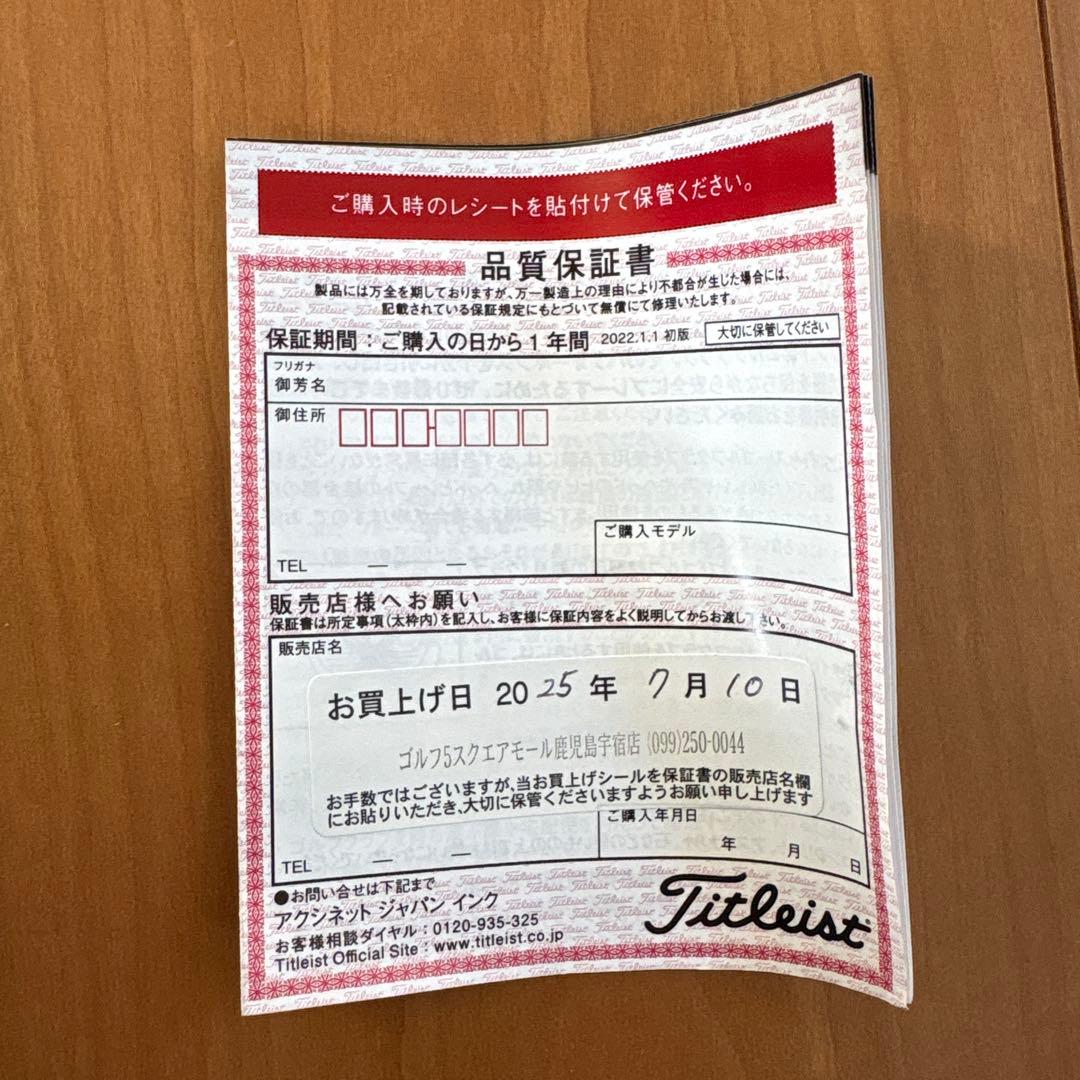 ご購入時のレシートを貼付けて保管ください。
品質保証書
製品には万全を期しておりますが、万一製造上の理由により不都合が生じた場合には、
記載されている保証規定にもとづいて無償にて修理いたします。
保証期間：ご購入の日から1年間 2022.1.1 初版 大切に保管してください
フリガナ
御芳名
御住所
ご購入モデル
TEL — —
販売店様へお願い
保証書は所定事項（太枠内）を記入し、お客様に保証内容をよく説明してからお渡し下さい。
販売店名
お買上げ日 2025年 7月10日
ゴルフ5スクエアモール鹿児島宇宿店 (099)250-0044
お手数ではございますが、当お買上げシールを保証書の販売店名欄
にお貼りいただき、大切に保管くださいますようお願い申し上げます
ご購入年月日
年 月 日
TEL — —
●お問い合せは下記まで
アクシネット ジャパン インク
お客様相談ダイヤル：0120-935-325
Titleist Official Site：www.titleist.co.jp
Titleist